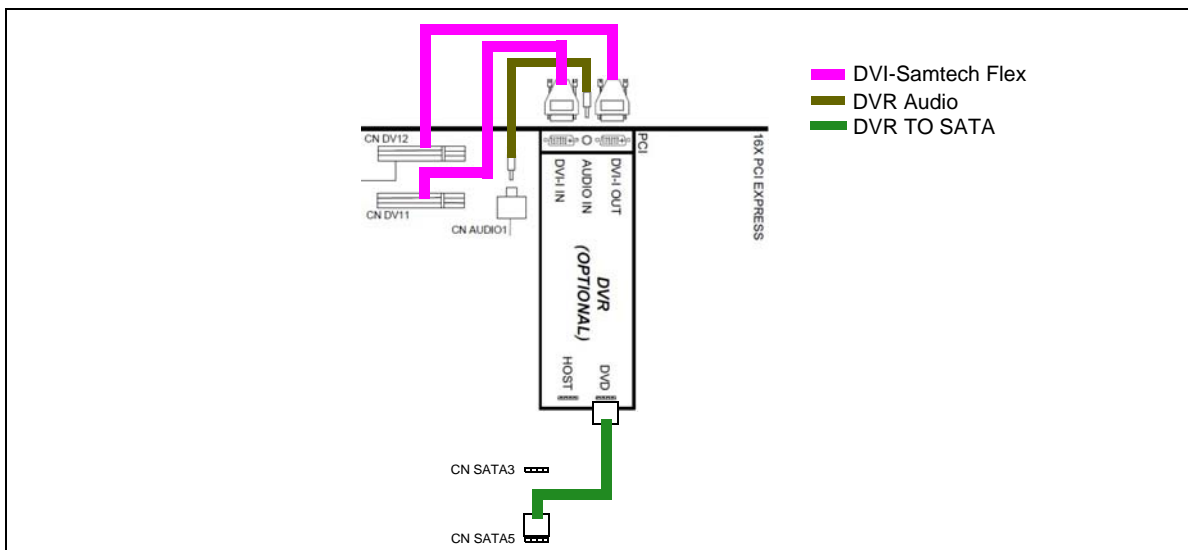 DVI-Samtech Flex
DVR Audio
DVR TO SATA
CN DV12
CN DV11
CN AUDIO1
DVI-I IN
AUDIO IN
DVI-I OUT
PCI
16X PCI EXPRESS
DVR
(OPTIONAL)
HOST
DVD
CN SATA3
CN SATA5